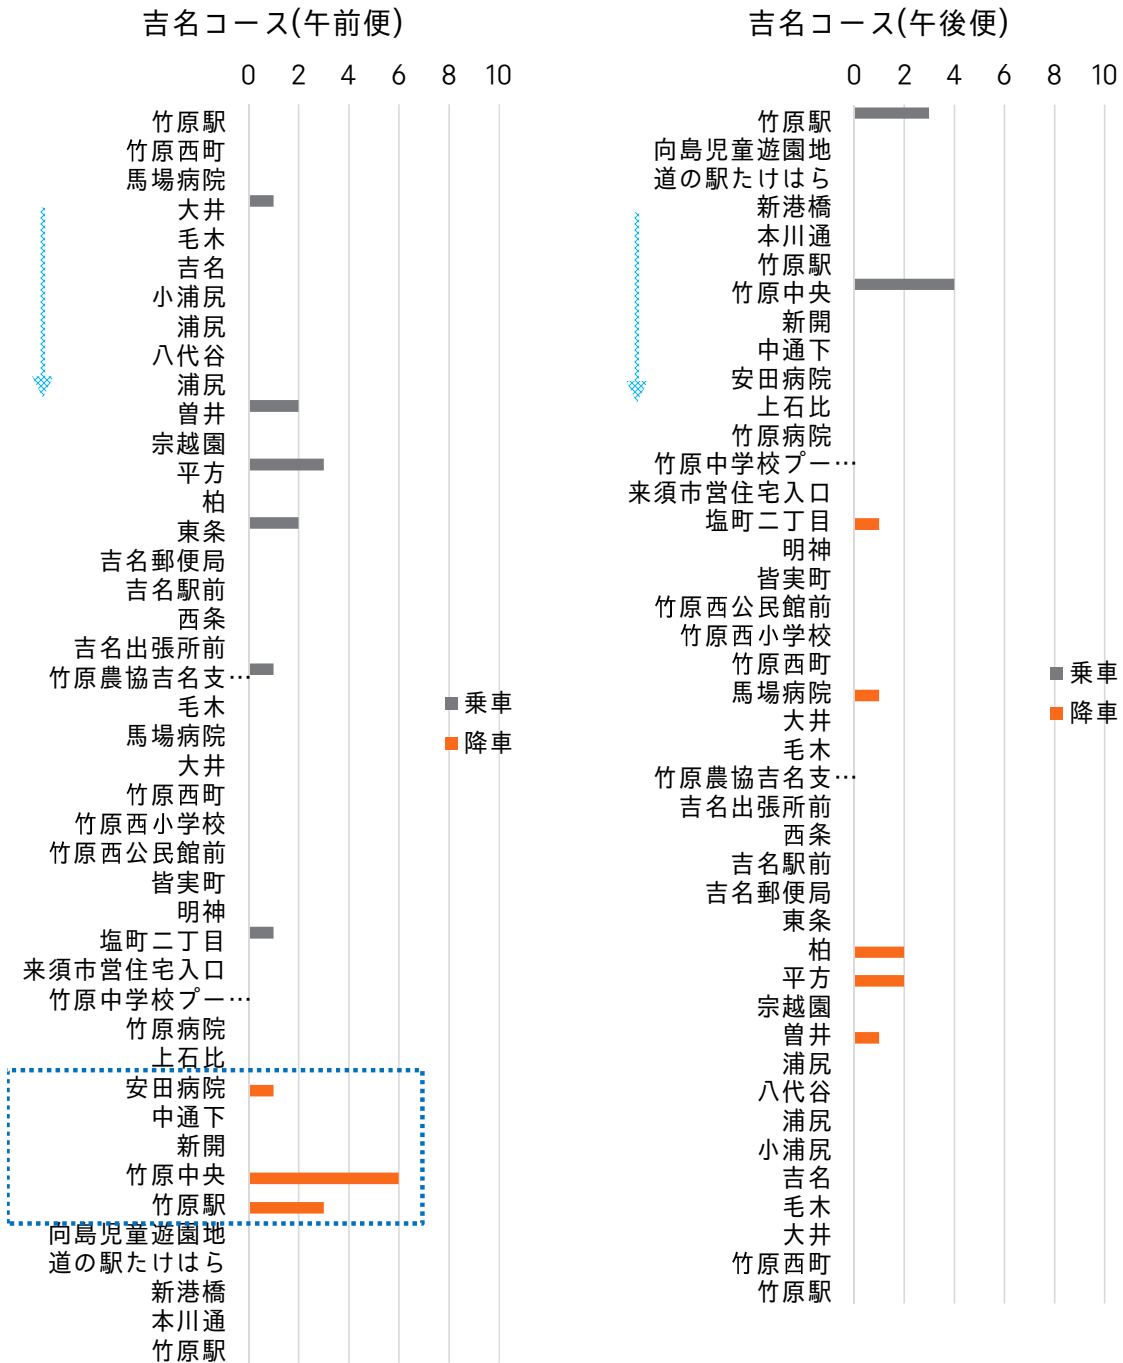 吉名コース(午前便)
0 2 4 6 8 10
竹原駅
竹原西町
馬場病院
大井
毛木
吉名
小浦尻
浦尻
八代谷
浦尻
曽井
宗越園
平方
柏
東条
吉名郵便局
吉名駅前
西条
吉名出張所前
竹原農協吉名支…
毛木
馬場病院
大井
竹原西町
竹原西小学校
竹原西公民館前
皆実町
明神
塩町二丁目
来須市営住宅入口
竹原中学校プー…
竹原病院
上石比
安田病院
中通下
新開
竹原中央
竹原駅
向島児童遊園地
道の駅たけはら
新港橋
本川通
竹原駅
乗車
降車
吉名コース(午後便)
0 2 4 6 8 10
竹原駅
向島児童遊園地
道の駅たけはら
新港橋
本川通
竹原駅
竹原中央
新開
中通下
安田病院
上石比
竹原病院
竹原中学校プー…
来須市営住宅入口
塩町二丁目
明神
皆実町
竹原西公民館前
竹原西小学校
竹原西町
馬場病院
大井
毛木
竹原農協吉名支…
吉名出張所前
西条
吉名駅前
吉名郵便局
東条
柏
平方
宗越園
曽井
浦尻
八代谷
浦尻
小浦尻
吉名
毛木
大井
竹原西町
竹原駅
乗車
降車